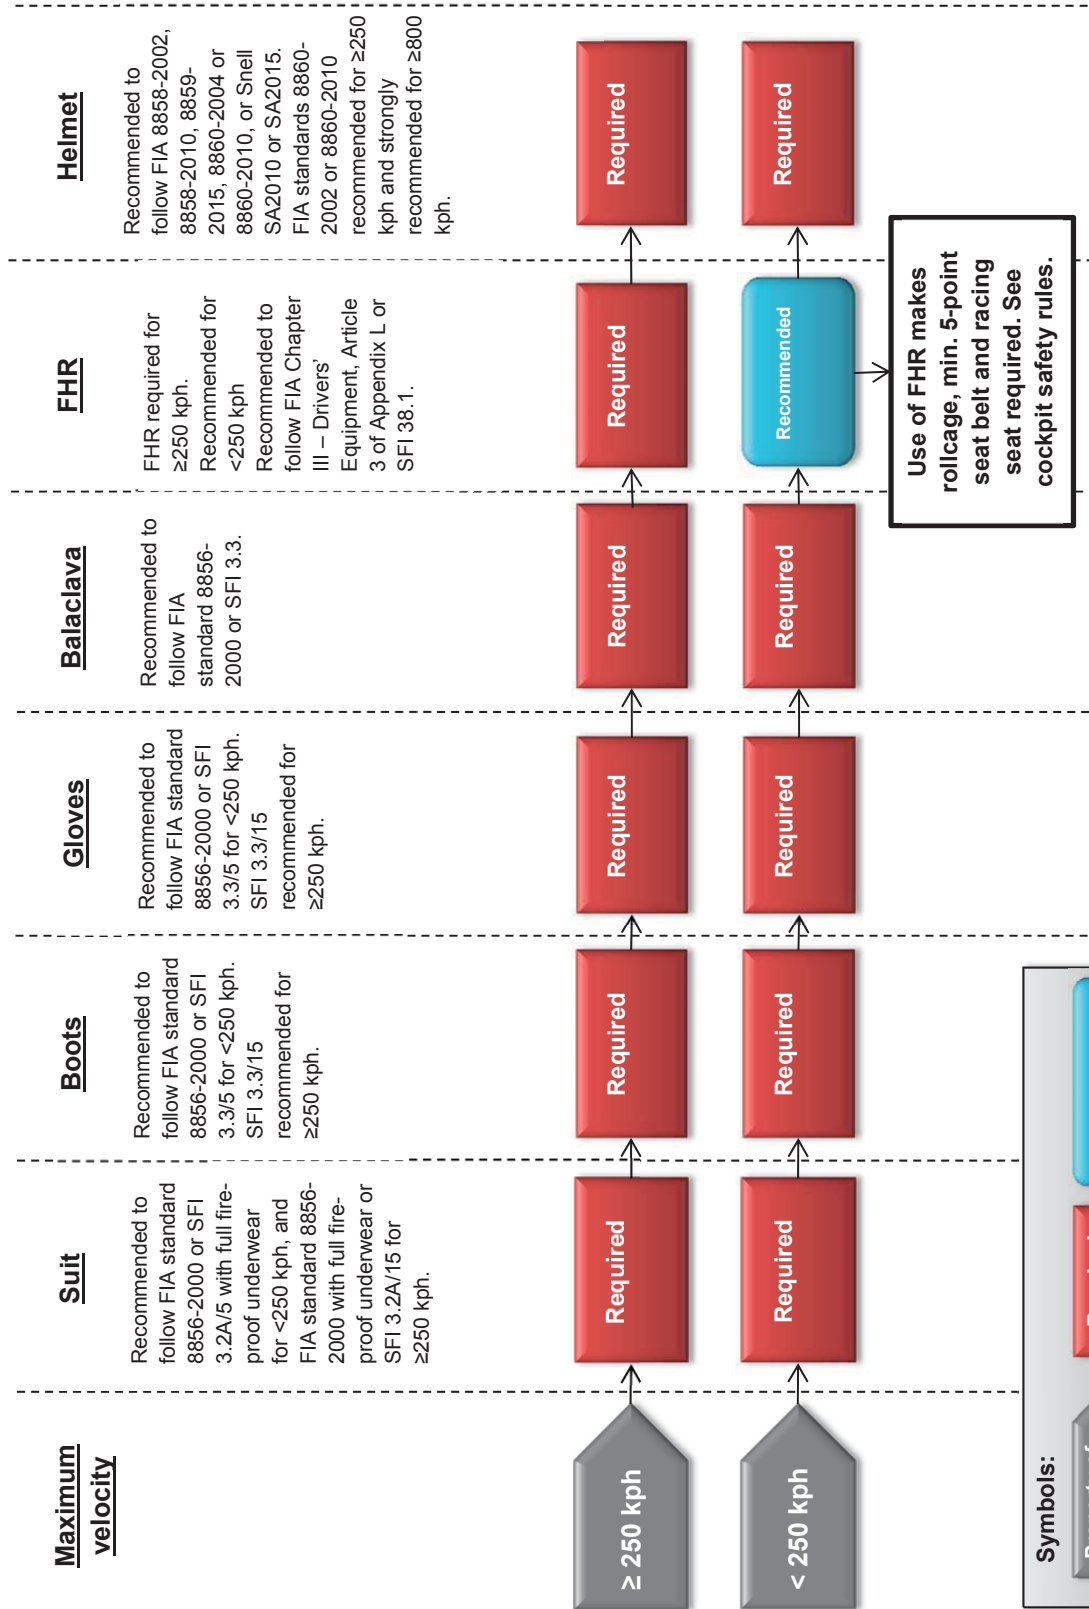 Maximum
velocity
Suit
Recommended to
follow FIA standard
8856-2000 or SFI
3.2A/5 with full fire-
proof underwear
for <250 kph, and
FIA standard 8856-
2000 with full fire-
proof underwear or
SFI 3.2A/15 for
≥250 kph.
Boots
Recommended to
follow FIA standard
8856-2000 or SFI
3.3/5 for <250 kph.
SFI 3.3/15
recommended for
≥250 kph.
Gloves
Recommended to
follow FIA standard
8856-2000 or SFI
3.3/5 for <250 kph.
SFI 3.3/15
recommended for
≥250 kph.
Balaclava
Recommended to
follow FIA
standard 8856-
2000 or SFI 3.3.
FHR
FHR required for
≥250 kph.
Recommended for
<250 kph
Recommended to
follow FIA Chapter
III – Drivers'
Equipment, Article
3 of Appendix L or
SFI 38.1.
Helmet
Recommended to
follow FIA 8858-2002,
8858-2010, 8859-
2015, 8860-2004 or
8860-2010, or Snell
SA2010 or SA2015.
FIA standards 8860-
2002 or 8860-2010
recommended for ≥250
kph and strongly
recommended for ≥800
kph.
≥ 250 kph
Required
Required
Required
Required
Required
Required
< 250 kph
Required
Required
Required
Required
Recommended
Required
Use of FHR makes
rollcage, min. 5-point
seat belt and racing
seat required. See
cockpit safety rules.
Symbols: